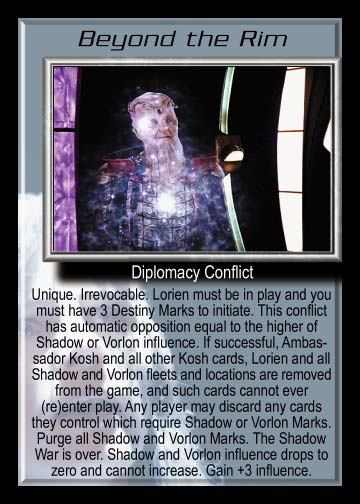 Beyond the Rim
Diplomacy Conflict
Unique. Irrevocable. Lorien must be in play and you
must have 3 Destiny Marks to initiate. This conflict
has automatic opposition equal to the higher of
Shadow or Vorlon influence. If successful, Ambas-
sador Kosh and all other Kosh cards, Lorien and all
Shadow and Vorlon fleets and locations are removed
from the game, and such cards cannot ever
(re)enter play. Any player may discard any cards
they control which require Shadow or Vorlon Marks.
Purge all Shadow and Vorlon Marks. The Shadow
War is over. Shadow and Vorlon influence drops to
zero and cannot increase. Gain +3 influence.